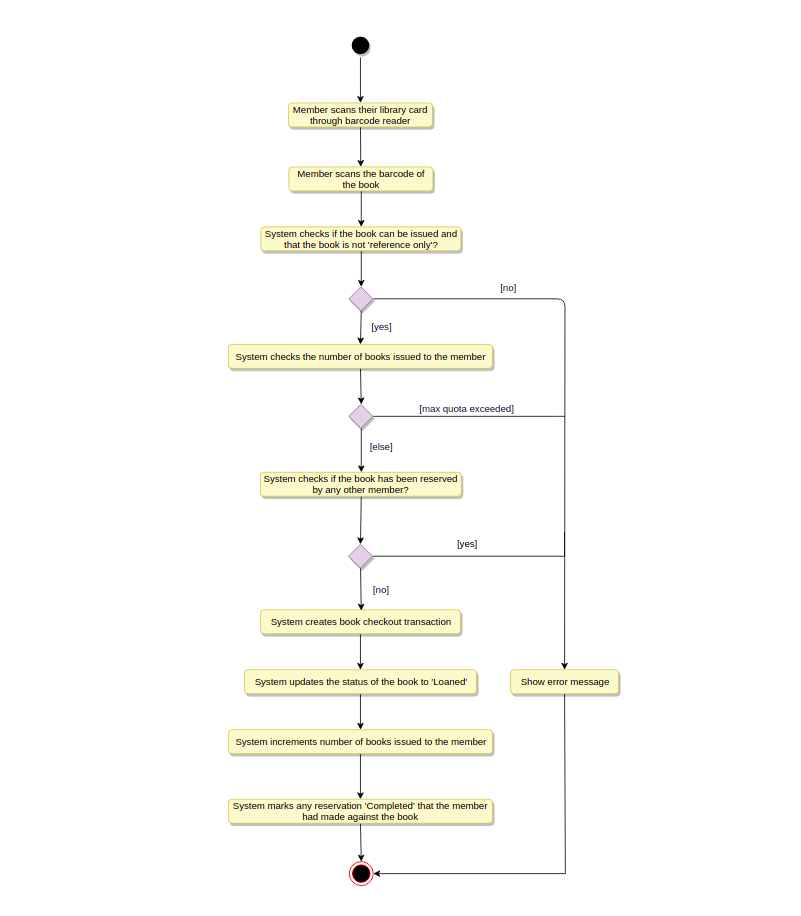 Member scans their library card
through barcode reader
Member scans the barcode of
the book
System checks if the book can be issued and
that the book is not 'reference only'?
[no]
[yes]
System checks the number of books issued to the member
[max quota exceeded]
[else]
System checks if the book has been reserved
by any other member?
[yes]
[no]
System creates book checkout transaction
System updates the status of the book to 'Loaned'
Show error message
System increments number of books issued to the member
System marks any reservation 'Completed' that the member
had made against the book